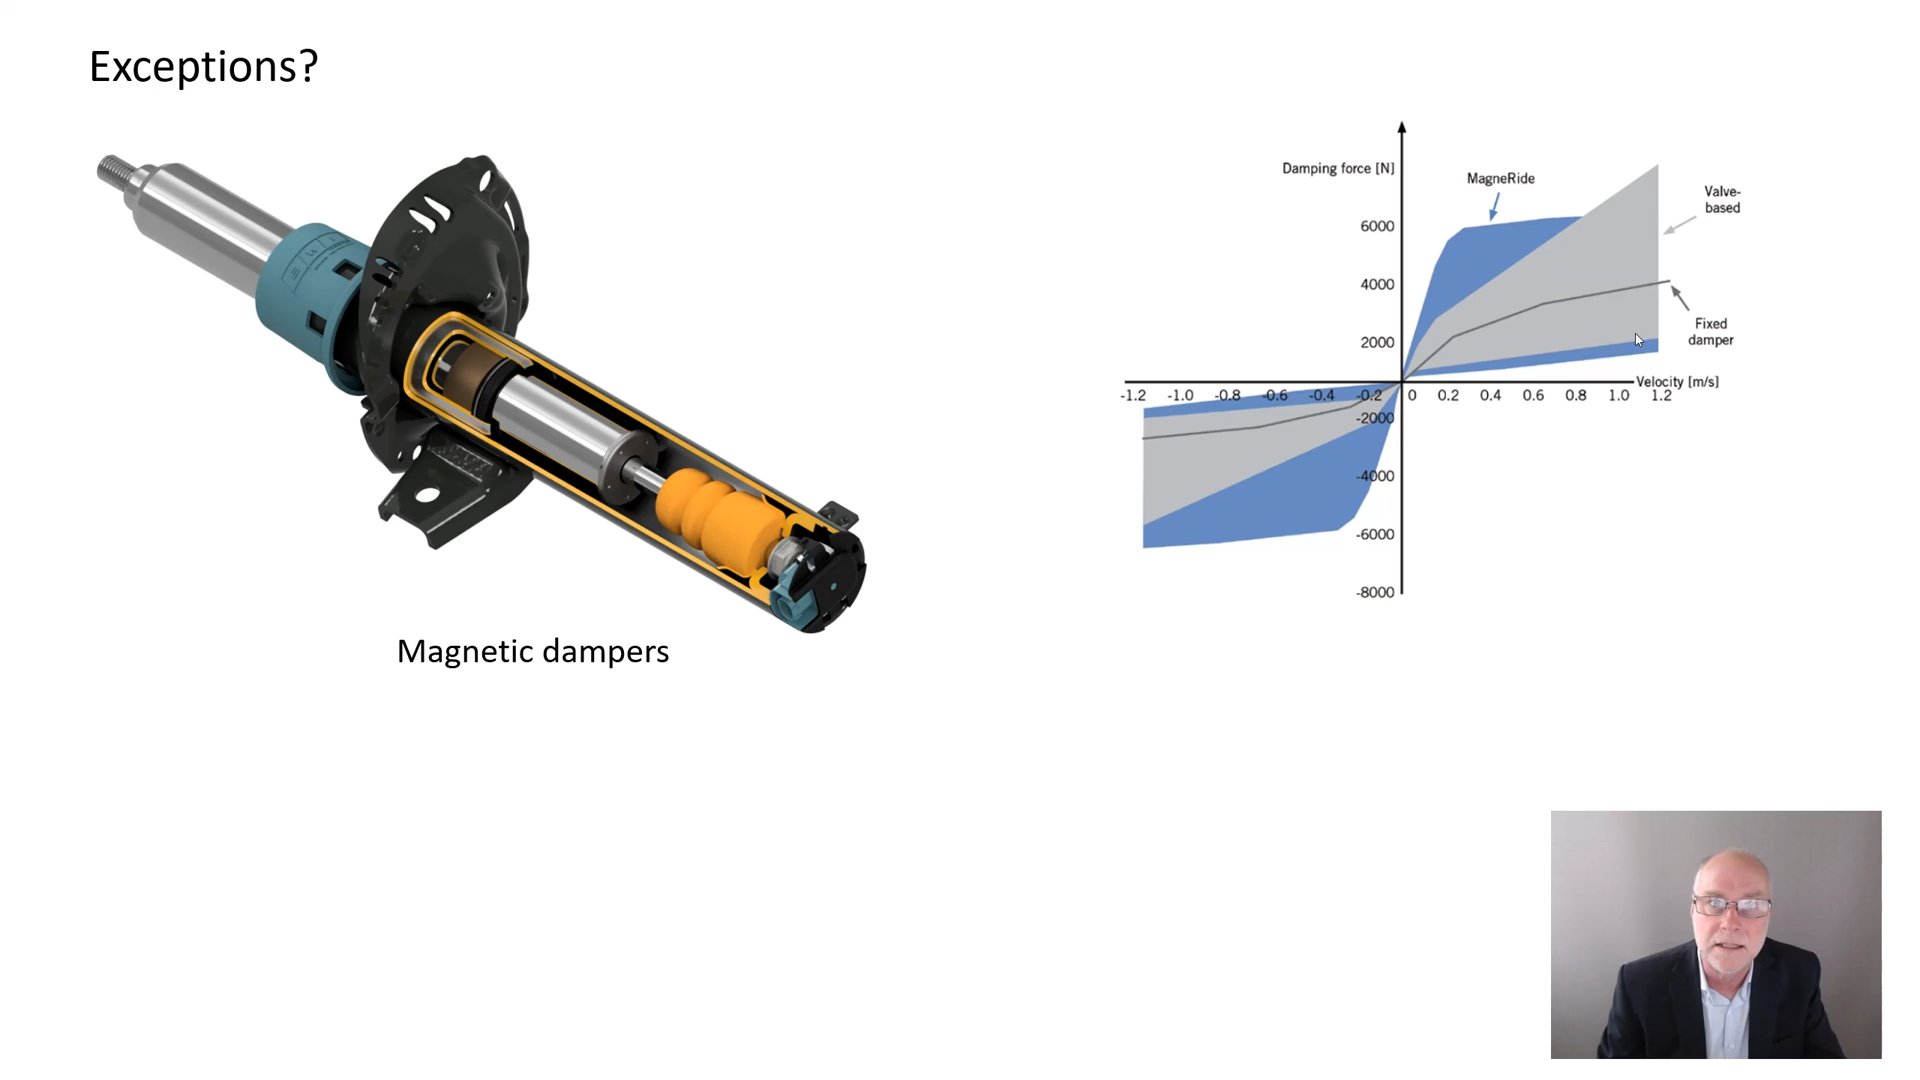 Exceptions?
Damping force [N]
MagneRide
Valve-
based
6000
4000
Fixed
damper
2000
Velocity [m/s]
-1.2 -1.0 -0.8 -0.6 -0.4 -0.2 0 0.2 0.4 0.6 0.8 1.0 1.2
-2000
-4000
-6000
-8000
Magnetic dampers